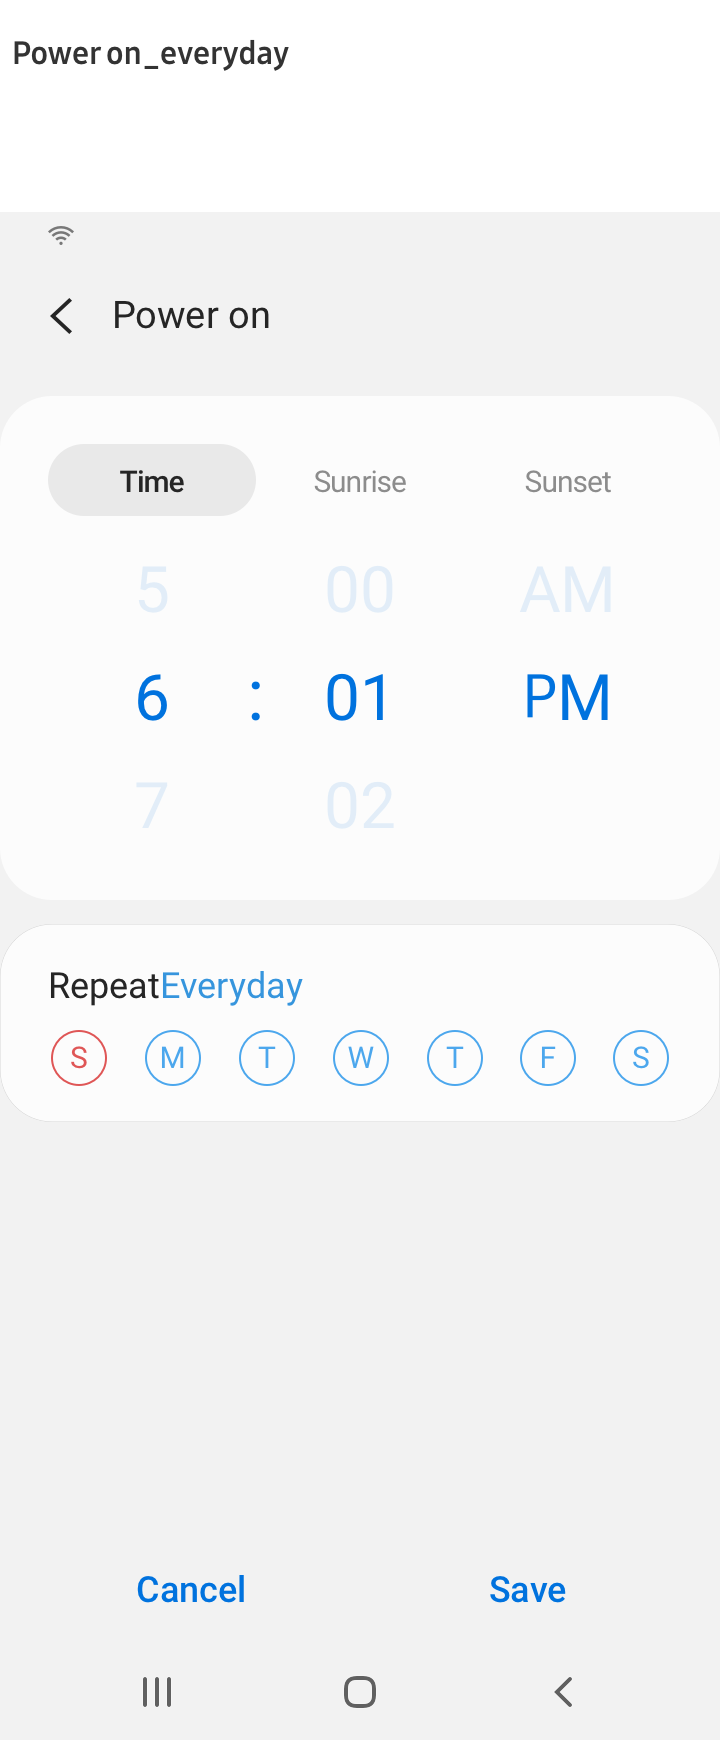 Power on_everyday
Power on
Time Sunrise Sunset
5 00 AM
6 : 01 PM
7 02
RepeatEveryday
S M T W T F S
Cancel Save